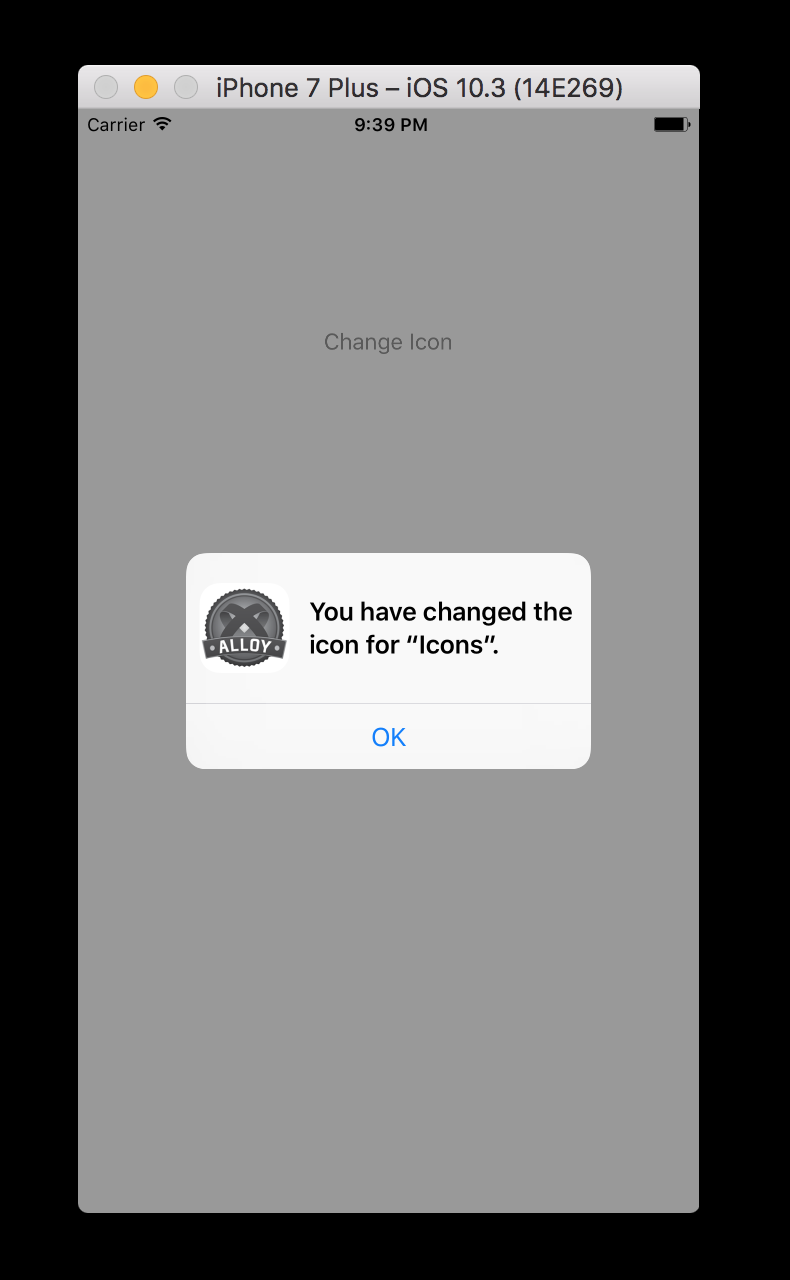 iPhone 7 Plus – iOS 10.3 (14E269)
Carrier 9:39 PM
Change Icon
ALLOY
You have changed the
icon for “Icons”.
OK